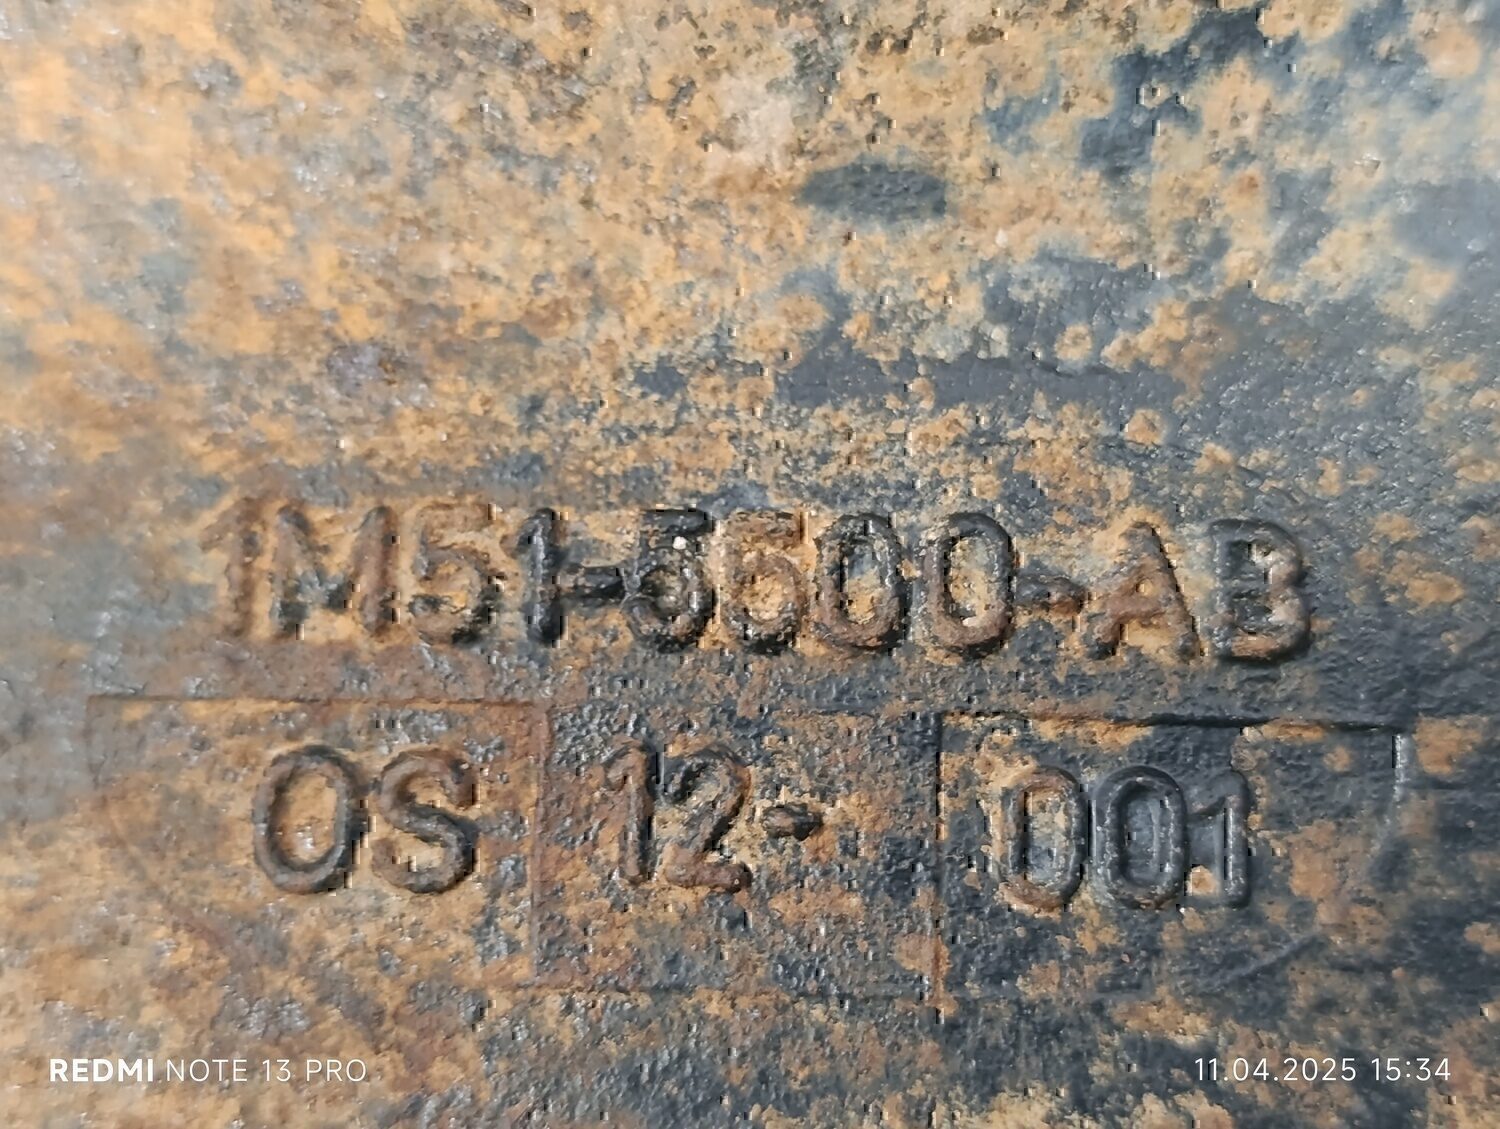 1M51-5500-AB
OS 12- 001
REDMI NOTE 13 PRO
11.04.2025 15:34